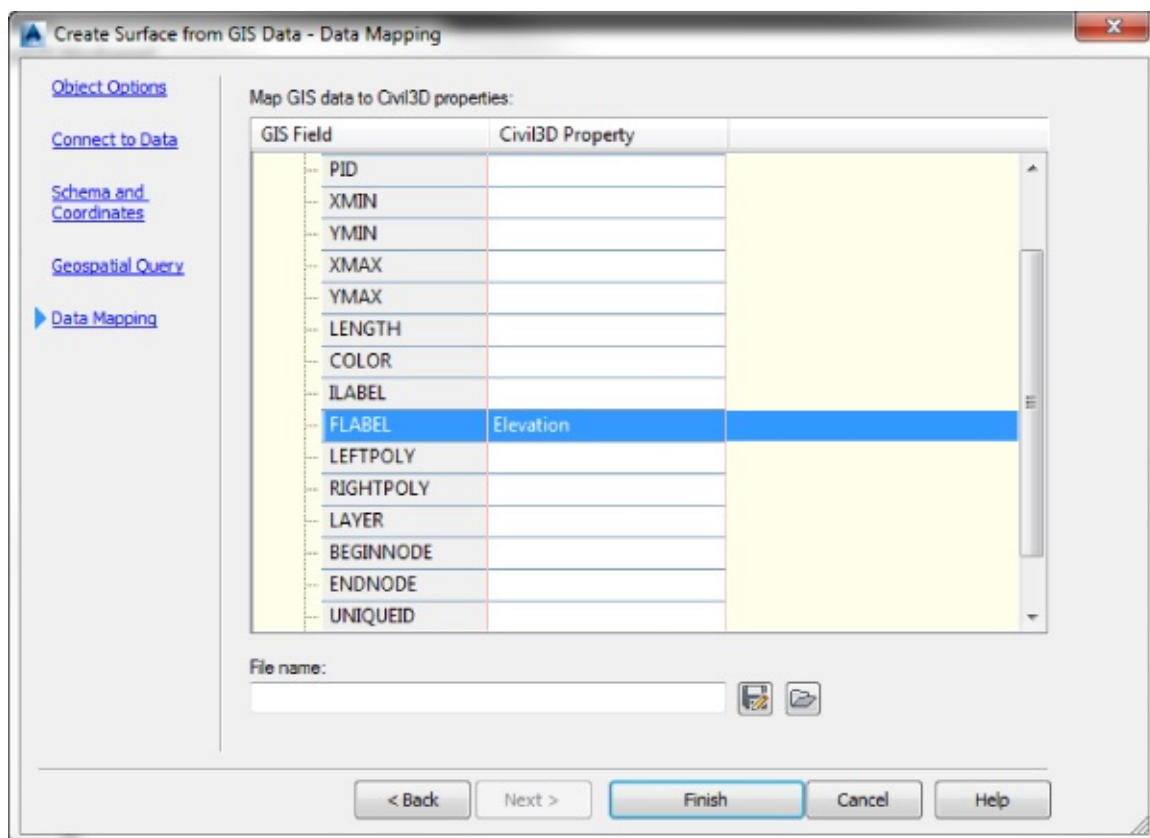 Create Surface from GIS Data - Data Mapping
Object Options
Connect to Data
Schema and
Coordinates
Geospatial Query
Data Mapping
Map GIS data to Civil3D properties:
GIS Field Civil3D Property
PID
XMIN
YMIN
XMAX
YMAX
LENGTH
COLOR
ILABEL
FLABEL Elevation
LEFTPOLY
RIGHTPOLY
LAYER
BEGINNODE
ENDNODE
UNIQUEID
File name:
< Back Next > Finish Cancel Help